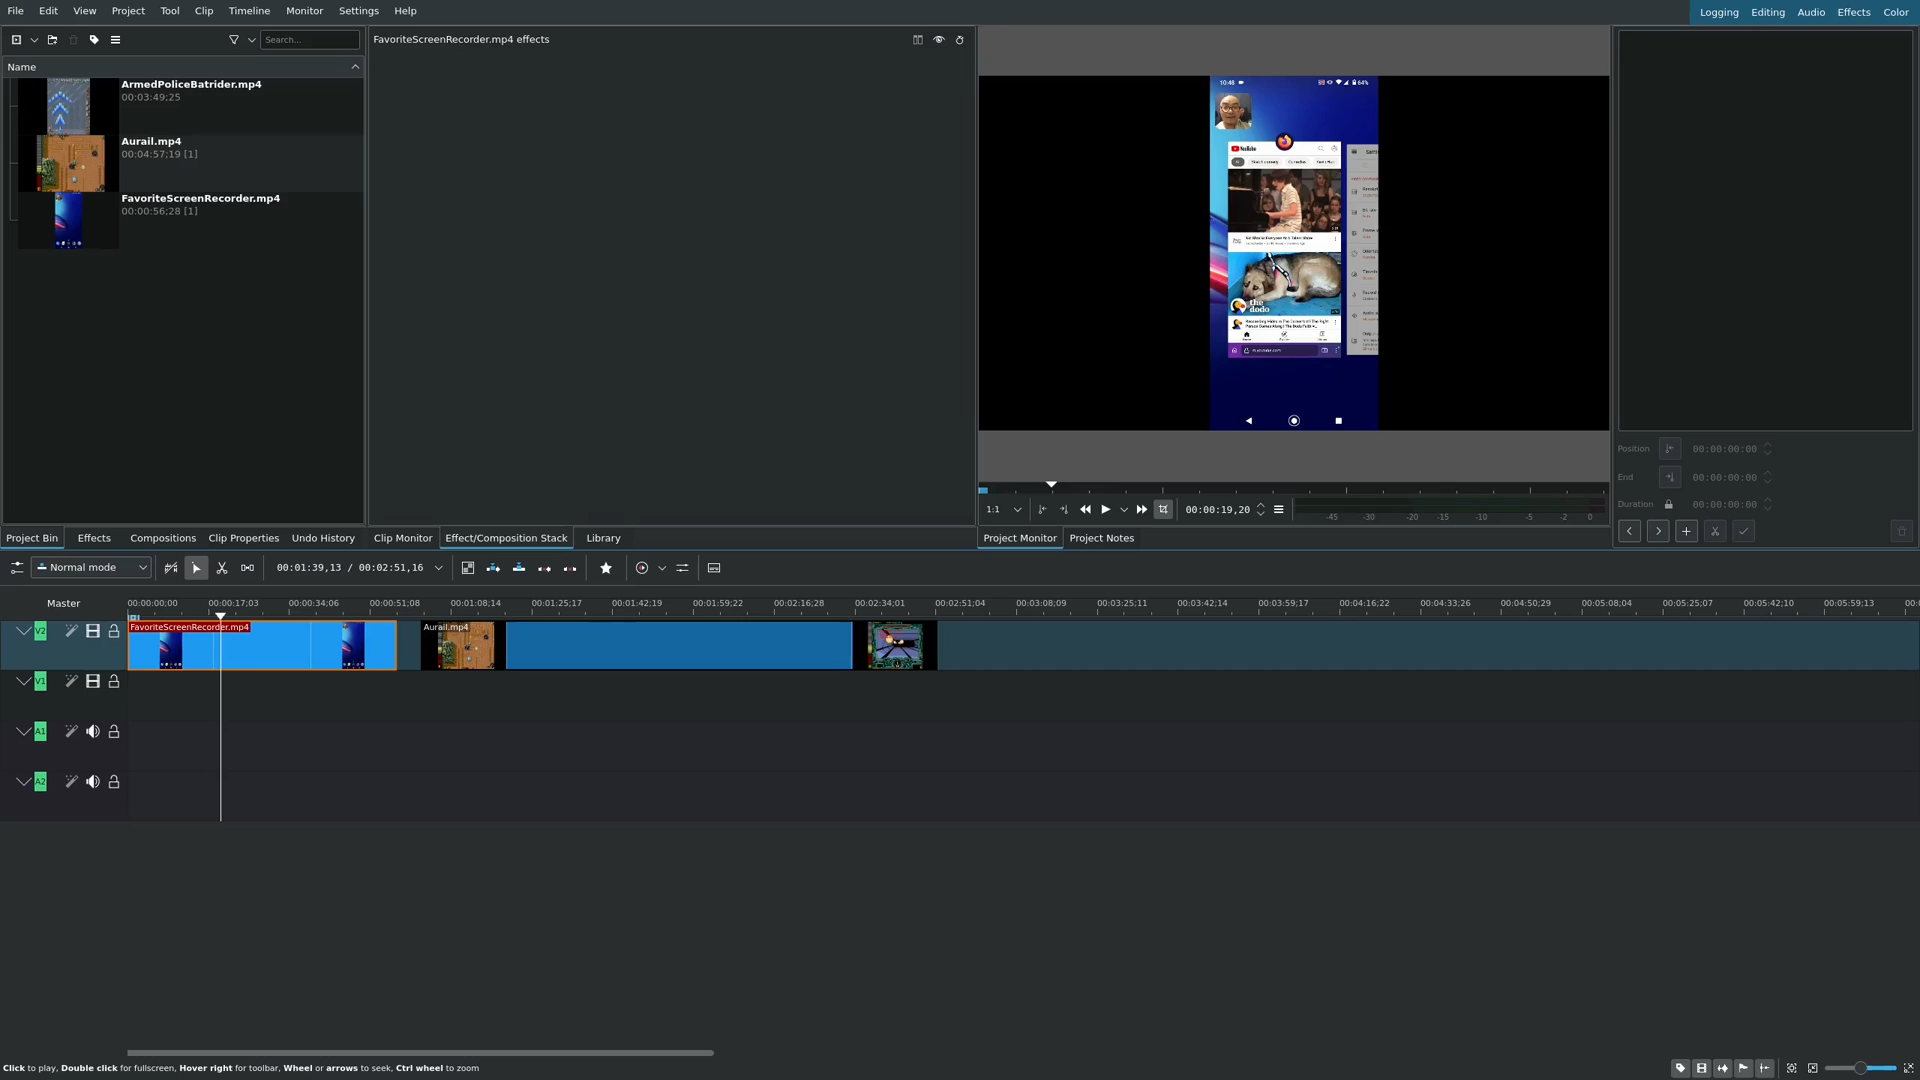 File Edit View Project Tool Clip Timeline Monitor Settings Help
Logging Editing Audio Effects Color
Search...
FavoriteScreenRecorder.mp4 effects
Name
ArmedPoliceBatrider.mp4
00:03:49;25
Aurail.mp4
00:04:57;19 [1]
FavoriteScreenRecorder.mp4
00:00:56;28 [1]
10:48
64%
YouTube
the
dodo
Position 00:00:00:00
End 00:00:00:00
Duration 00:00:00:00
1:1 00:00:19,20 -45 -30 -20 -15 -10 -5 -2 0
Project Bin Effects Compositions Clip Properties Undo History Clip Monitor Effect/Composition Stack Library Project Monitor Project Notes
Normal mode 00:01:39,13 / 00:02:51,16
Master 00:00:00;00 00:00:17;03 00:00:34;06 00:00:51;08 00:01:08;14 00:01:25;17 00:01:42;19 00:01:59;22 00:02:16;28 00:02:34;01 00:02:51;04 00:03:08;09 00:03:25;11 00:03:42;14 00:03:59;17 00:04:16;22 00:04:33;26 00:04:50;29 00:05:08;04 00:05:25;07 00:05:42;10 00:05:59;13
V2 FavoriteScreenRecorder.mp4 Aurail.mp4
V1
A1
A2
Click to play, Double click for fullscreen, Hover right for toolbar, Wheel or arrows to seek, Ctrl wheel to zoom